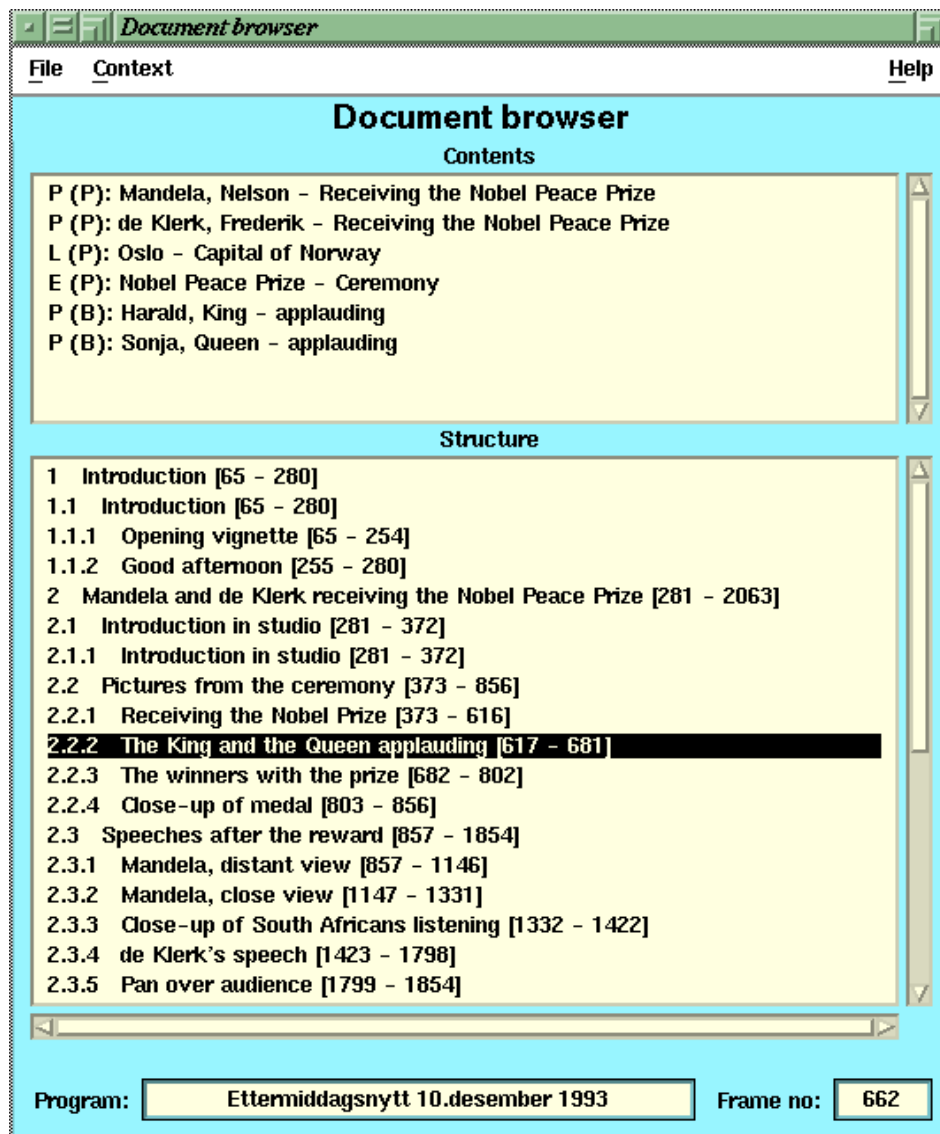 Document browser
File Context Help
Document browser
Contents
P (P): Mandela, Nelson - Receiving the Nobel Peace Prize
P (P): de Klerk, Frederik - Receiving the Nobel Peace Prize
L (P): Oslo - Capital of Norway
E (P): Nobel Peace Prize - Ceremony
P (B): Harald, King - applauding
P (B): Sonja, Queen - applauding
Structure
1 Introduction [65 - 280]
1.1 Introduction [65 - 280]
1.1.1 Opening vignette [65 - 254]
1.1.2 Good afternoon [255 - 280]
2 Mandela and de Klerk receiving the Nobel Peace Prize [281 - 2063]
2.1 Introduction in studio [281 - 372]
2.1.1 Introduction in studio [281 - 372]
2.2 Pictures from the ceremony [373 - 856]
2.2.1 Receiving the Nobel Prize [373 - 616]
2.2.2 The King and the Queen applauding [617 - 681]
2.2.3 The winners with the prize [682 - 802]
2.2.4 Close-up of medal [803 - 856]
2.3 Speeches after the reward [857 - 1854]
2.3.1 Mandela, distant view [857 - 1146]
2.3.2 Mandela, close view [1147 - 1331]
2.3.3 Close-up of South Africans listening [1332 - 1422]
2.3.4 de Klerk's speech [1423 - 1798]
2.3.5 Pan over audience [1799 - 1854]
Program: Ettermiddagsnytt 10.desember 1993 Frame no: 662